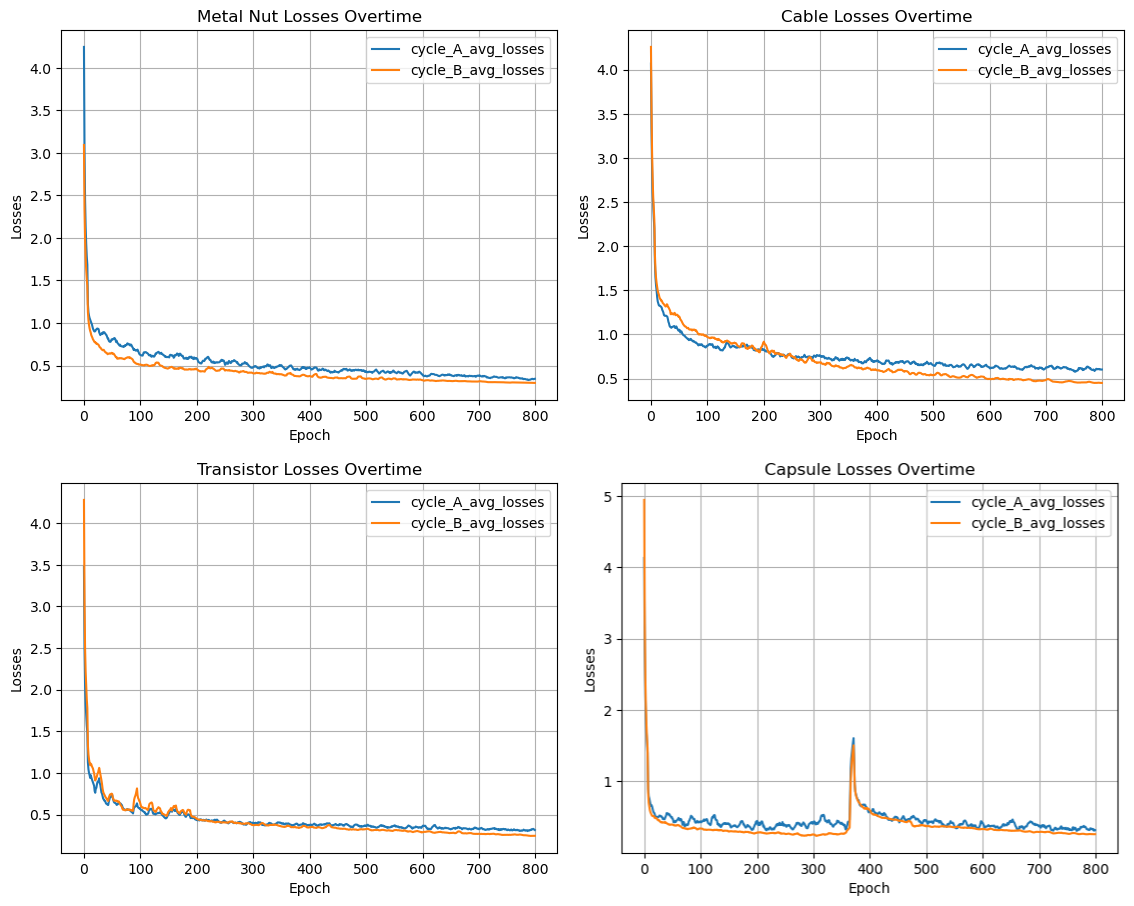 Metal Nut Losses Overtime
cycle_A_avg_losses
cycle_B_avg_losses
4.0
3.5
3.0
2.5
2.0
1.5
1.0
0.5
Losses
0 100 200 300 400 500 600 700 800
Epoch
Cable Losses Overtime
cycle_A_avg_losses
cycle_B_avg_losses
4.0
3.5
3.0
2.5
2.0
1.5
1.0
0.5
Losses
0 100 200 300 400 500 600 700 800
Epoch
Transistor Losses Overtime
cycle_A_avg_losses
cycle_B_avg_losses
4.0
3.5
3.0
2.5
2.0
1.5
1.0
0.5
Losses
0 100 200 300 400 500 600 700 800
Epoch
Capsule Losses Overtime
cycle_A_avg_losses
cycle_B_avg_losses
5
4
3
2
1
Losses
0 100 200 300 400 500 600 700 800
Epoch